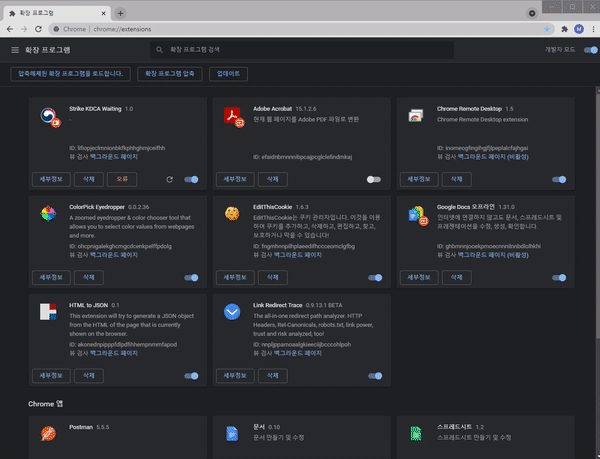 확장 프로그램
Chrome | chrome://extensions
확장 프로그램
확장 프로그램 검색
개발자 모드
압축해제된 확장 프로그램을 로드합니다.
확장 프로그램 압축
업데이트
Strike KDCA Waiting 1.0
뷰 검사 백그라운드 페이지
세부정보
삭제
오류
Adobe Acrobat 15.1.2.6
현재 웹 페이지를 Adobe PDF 파일로 변환
ID: efaidnbmnnnibpcajpcglclefindmkaj
세부정보
삭제
Chrome Remote Desktop 1.5
Chrome Remote Desktop extension
ID: inomeogfingihgjfjlpeplalcfajhgai
뷰 검사 백그라운드 페이지 (비활성)
세부정보
삭제
ColorPick Eyedropper 0.0.2.36
A zoomed eyedropper & color chooser tool that
allows you to select color values from webpages
and more.
ID: ohcpnigalekghcmgcdcenkpelffpdolg
뷰 검사 백그라운드 페이지
세부정보
삭제
EditThisCookie 1.6.3
EditThisCookie는 쿠키 관리자입니다. 이것을 이용하
여 쿠키를 추가하고, 삭제하고, 편집하고, 찾고,
보호하거나 막을 수 있습니다!
ID: fngmhnnpilhplaeedifhccceomclgfbg
뷰 검사 백그라운드 페이지
세부정보
삭제
Google Docs 오프라인 1.31.0
인터넷에 연결하지 않고도 문서, 스프레드시트 및
프레젠테이션을 수정, 생성, 확인합니다.
ID: ghbmnnjooekpmoecnnnilnnbdlolhkhi
뷰 검사 백그라운드 페이지 (비활성)
세부정보
삭제
HTML to JSON 0.1
This extension will try to generate a JSON object
from the HTML of the page that is currently
shown on the browser.
뷰 검사 백그라운드 페이지
세부정보
삭제
Link Redirect Trace 0.9.13.1 BETA
The all-in-one redirect path analyzer. HTTP
Headers, Rel-Canonicals, robots.txt, link power,
trust and risk analyzed, too!
ID: nnpljppamoaalgkieeciijbcccohlpoh
뷰 검사 백그라운드 페이지
세부정보
삭제
Chrome 앱
Postman 5.5.5
문서 0.10
문서 만들기 및 수정
스프레드시트 1.2
스프레드시트 만들기 및 수정